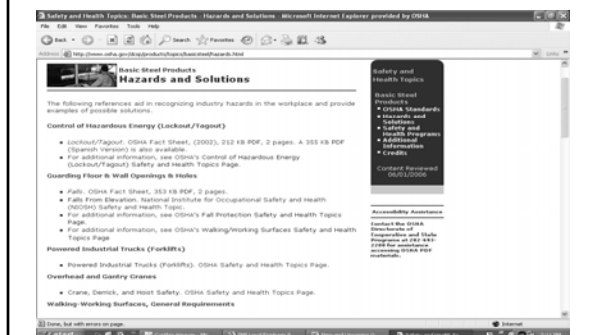 Safety and Health Topics: Basic Steel Products - Hazards and Solutions - Microsoft Internet Explorer provided by OSHA
File Edit View Favorites Tools Help
Back Search Favorites
Address http://www.osha.gov/dcsp/products/topics/basicsteel/hazards.html Links
Basic Steel Products
Hazards and Solutions
The following references aid in recognizing industry hazards in the workplace and provide
examples of possible solutions.
Control of Hazardous Energy (Lockout/Tagout)
Lockout/Tagout. OSHA Fact Sheet, (2002), 212 KB PDF, 2 pages. A 355 KB PDF
(Spanish Version) is also available.
For additional information, see OSHA's Control of Hazardous Energy
(Lockout/Tagout) Safety and Health Topics Page.
Guarding Floor & Wall Openings & Holes
Falls. OSHA Fact Sheet, 353 KB PDF, 2 pages.
Falls From Elevation. National Institute for Occupational Safety and Health
(NIOSH) Safety and Health Topic.
For additional information, see OSHA's Fall Protection Safety and Health Topics
Page.
For additional information, see OSHA's Walking/Working Surfaces Safety and Health
Topics Page
Powered Industrial Trucks (Forklifts)
Powered Industrial Trucks (Forklifts). OSHA Safety and Health Topics Page.
Overhead and Gantry Cranes
Crane, Derrick, and Hoist Safety. OSHA Safety and Health Topics Page.
Walking-Working Surfaces, General Requirements
Safety and
Health Topics
Basic Steel
Products
OSHA Standards
Hazards and
Solutions
Safety and
Health Programs
Additional
Information
Credits
Content Reviewed
06/01/2006
Accessibility Assistance
Contact the OSHA
Directorate of
Cooperative and State
Programs at 202-693-
2200 for assistance
accessing OSHA PDF
materials.
Done, but with errors on page.
Internet